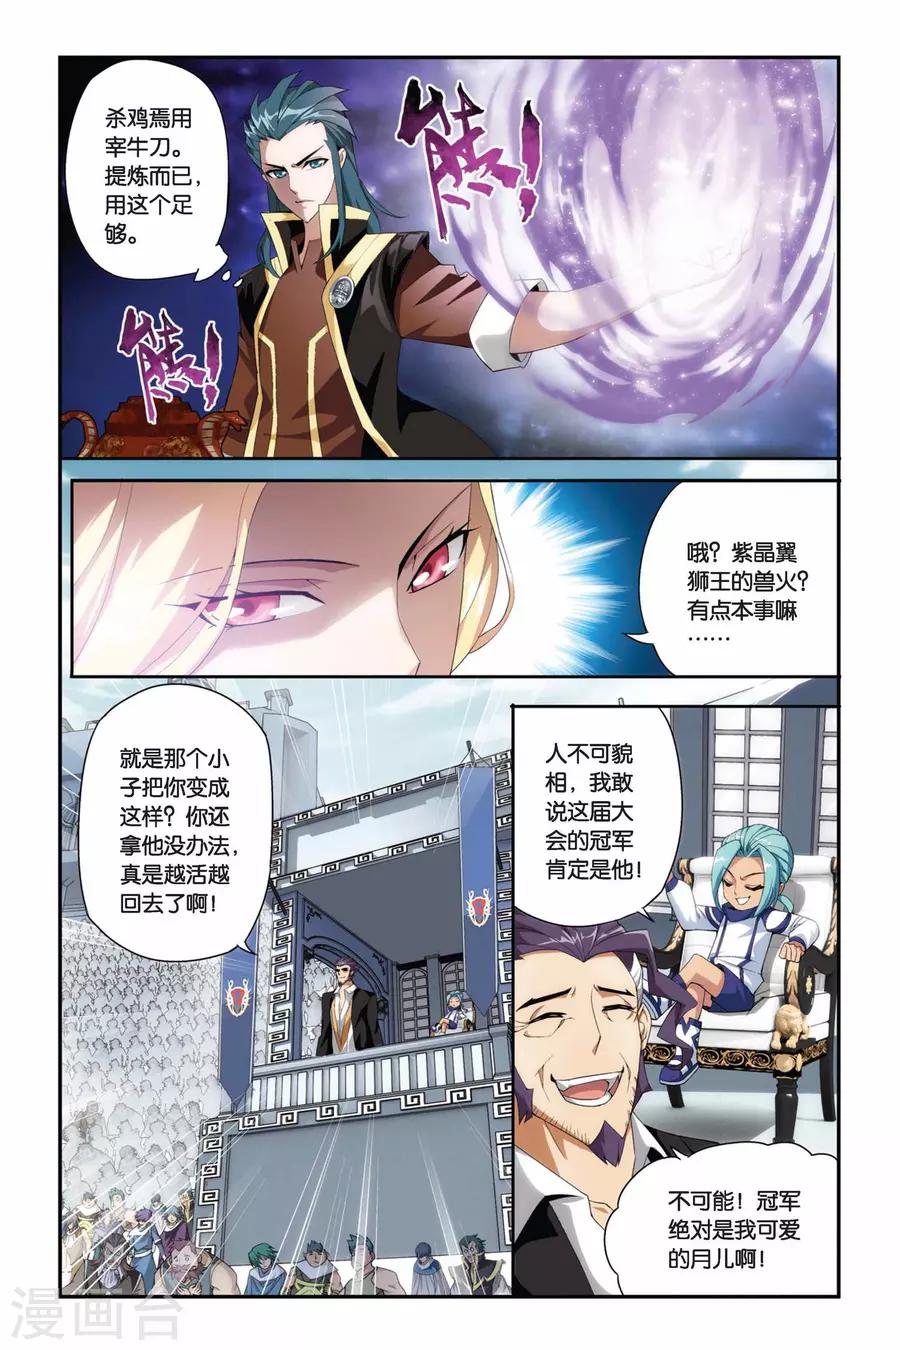 杀鸡焉用
宰牛刀。
提炼而已，
用这个足
够。
熊！
熊！
哦？紫晶翼
狮王的兽火？
有点本事嘛
……
就是那个小
子把你变成
这样？你还
拿他没办法，
真是越活越
回去了啊！
人不可貌
相，我敢
说这届大
会的冠军
肯定是他！
不可能！冠军
绝对是我可爱
的月儿啊！
漫画台